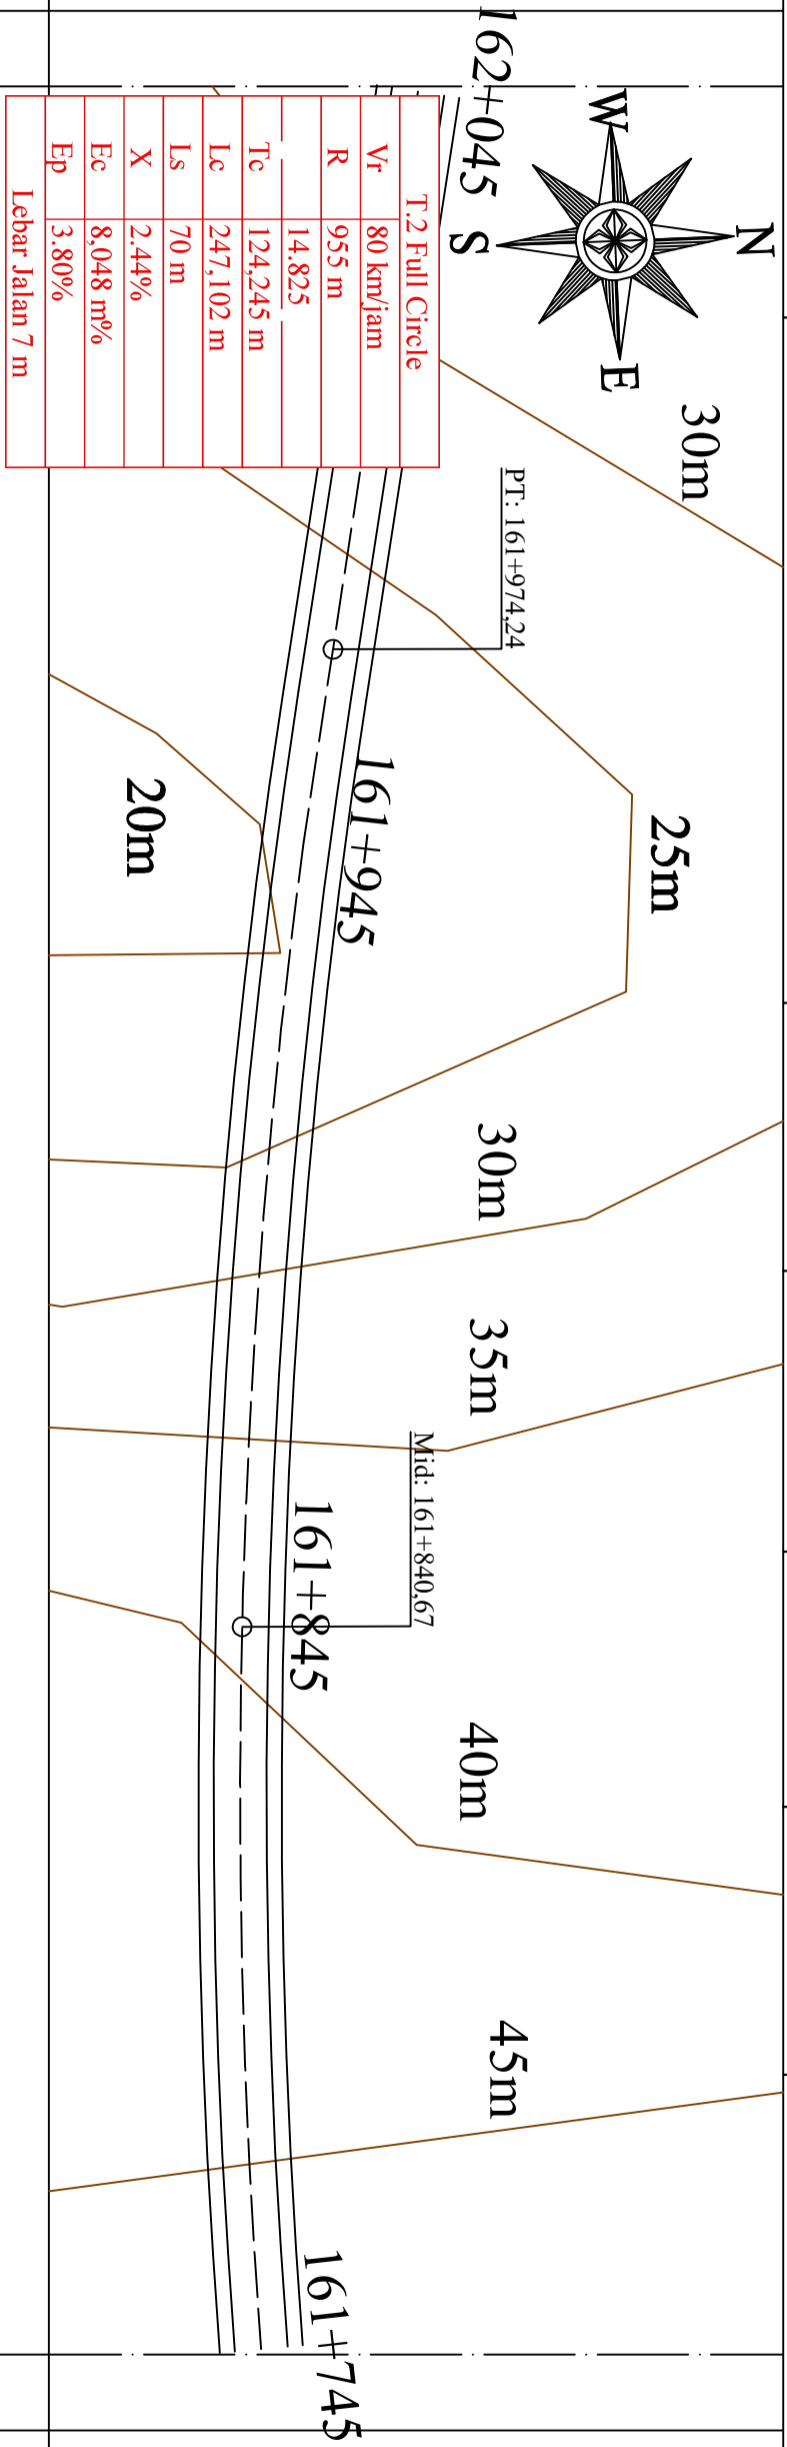 162+045
W
N
S
E
T.2 Full Circle
Vr 80 km/jam
R 955 m
14.825
Tc 124,245 m
Lc 247,102 m
Ls 70 m
X 2.44%
Ec 8,048 m%
Ep 3.80%
Lebar Jalan 7 m
30m
PT: 161+974,24
161+945
20m
25m
30m
35m
Mid: 161+840,67
161+845
40m
45m
161+745